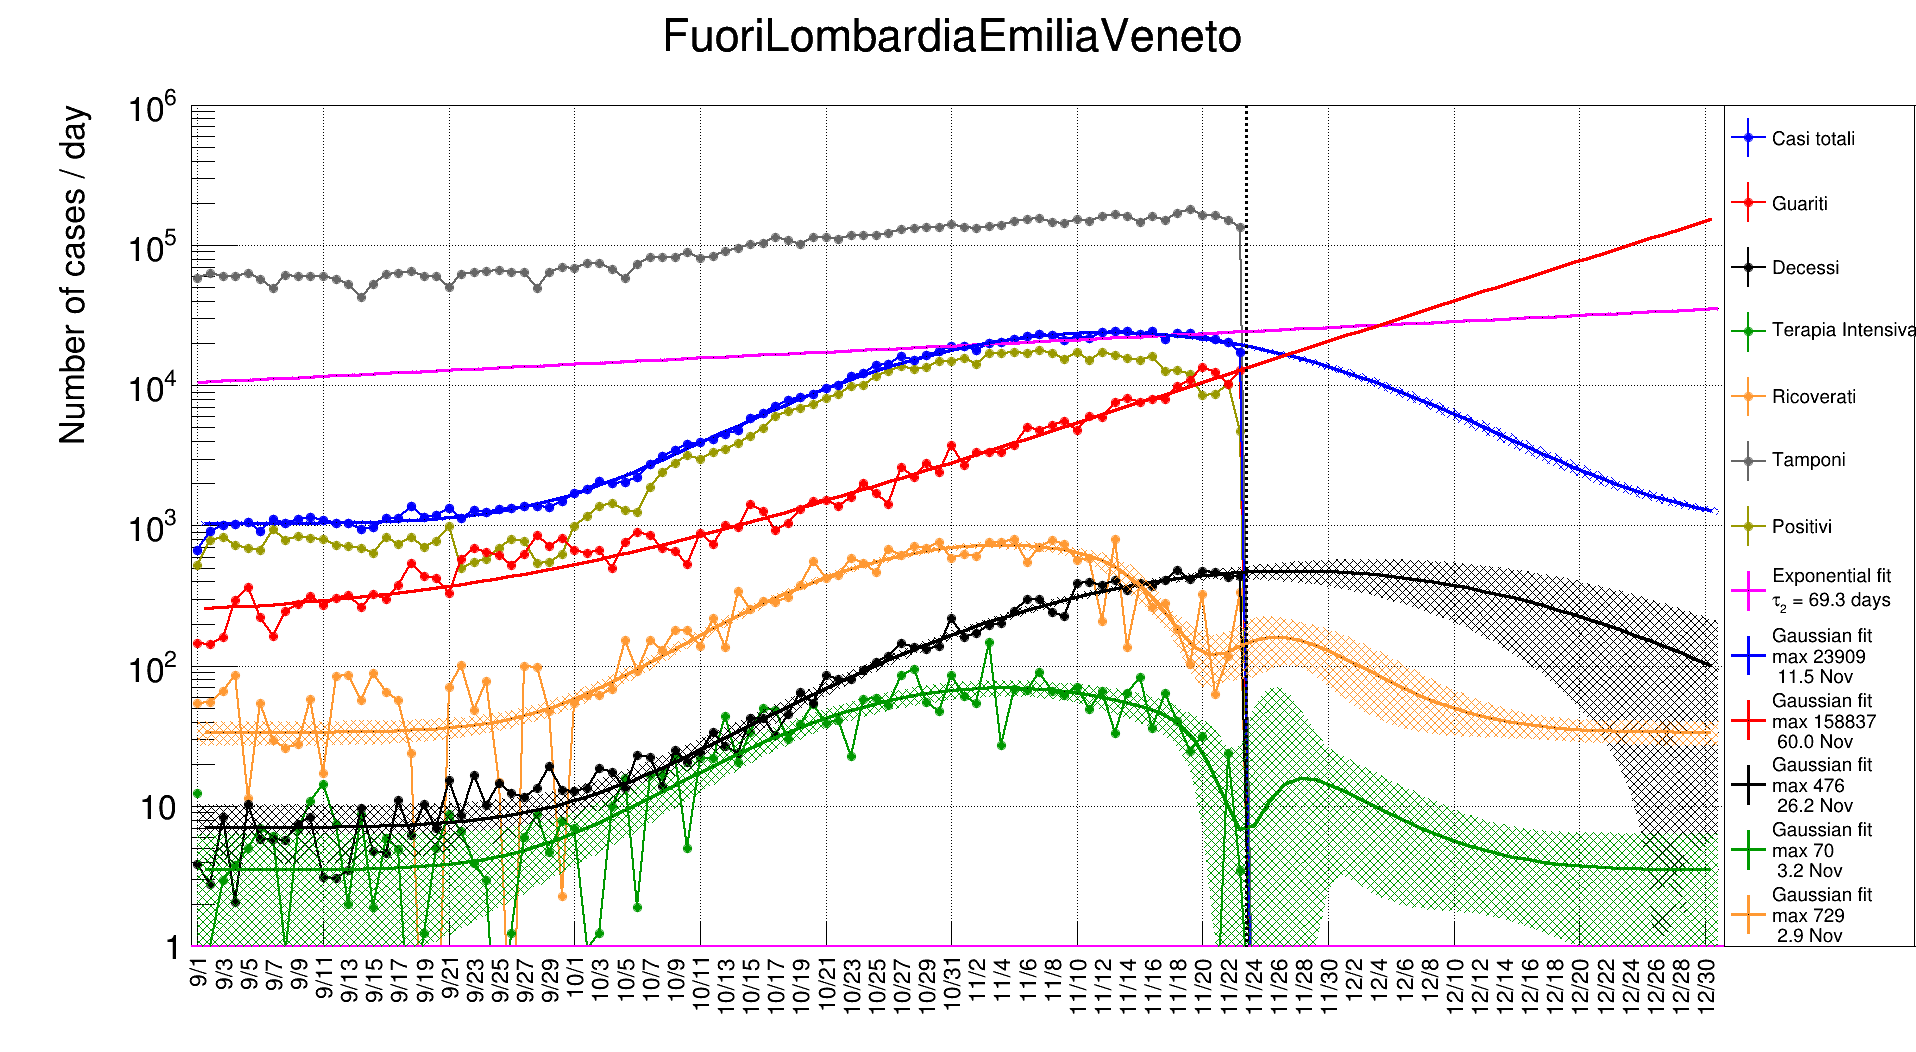 FuoriLombardiaEmiliaVeneto
Number of cases / day
10^6
10^5
10^4
10^3
10^2
10
1
9/1 9/3 9/5 9/7 9/9 9/11 9/13 9/15 9/17 9/19 9/21 9/23 9/25 9/27 9/29 10/1 10/3 10/5 10/7 10/9 10/11 10/13 10/15 10/17 10/19 10/21 10/23 10/25 10/27 10/29 10/31 11/2 11/4 11/6 11/8 11/10 11/12 11/14 11/16 11/18 11/20 11/22 11/24 11/26 11/28 11/30 12/2 12/4 12/6 12/8 12/10 12/12 12/14 12/16 12/18 12/20 12/22 12/24 12/26 12/28 12/30
Casi totali
Guariti
Decessi
Terapia Intensiva
Ricoverati
Tamponi
Positivi
Exponential fit
τ2 = 69.3 days
Gaussian fit
max 23909
11.5 Nov
Gaussian fit
max 158837
60.0 Nov
Gaussian fit
max 476
26.2 Nov
Gaussian fit
max 70
3.2 Nov
Gaussian fit
max 729
2.9 Nov